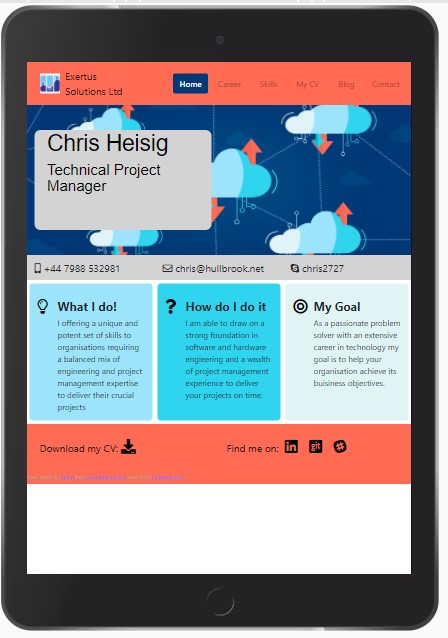 Exertus
Solutions Ltd
Home Career Skills My CV Blog Contact
Chris Heisig
Technical Project
Manager
+44 7988 532981 chris@hullbrook.net chris2727
What I do!
I offering a unique and
potent set of skills to
organisations requiring
a balanced mix of
engineering and project
management expertise
to deliver their crucial
projects
How do I do it
I am able to draw on a
strong foundation in
software and hardware
engieering and a wealth
of project management
experience to deliver
your projects on time.
My Goal
As a passionate problem
solver with an extensive
career in technology my
goal is to help your
organisation achieve its
buisiness objectives.
Download my CV: Find me on: in git